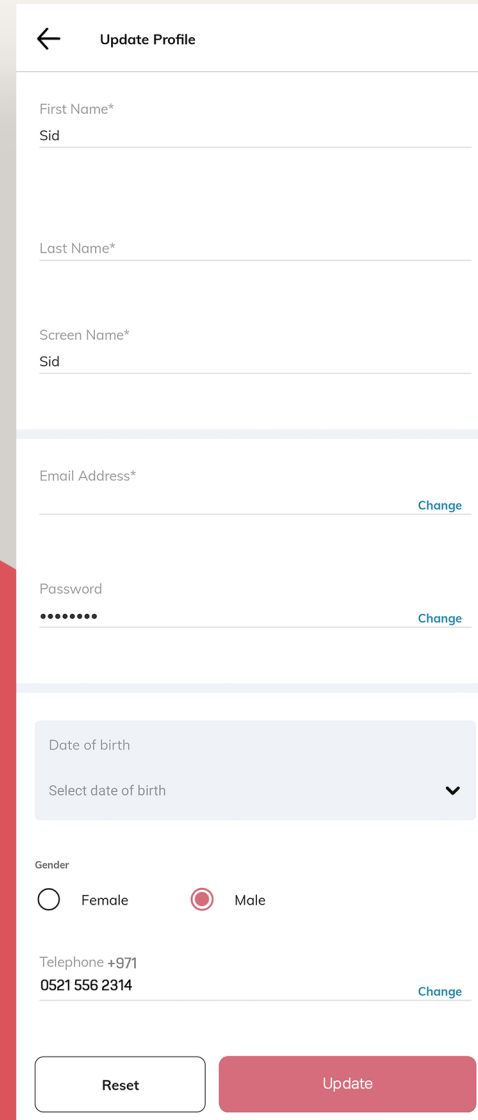 Update Profile
First Name*
Sid
Last Name*
Screen Name*
Sid
Email Address*
Change
Password
••••••••
Change
Date of birth
Select date of birth
Gender
Female Male
Telephone +971
0521 556 2314
Change
Reset Update